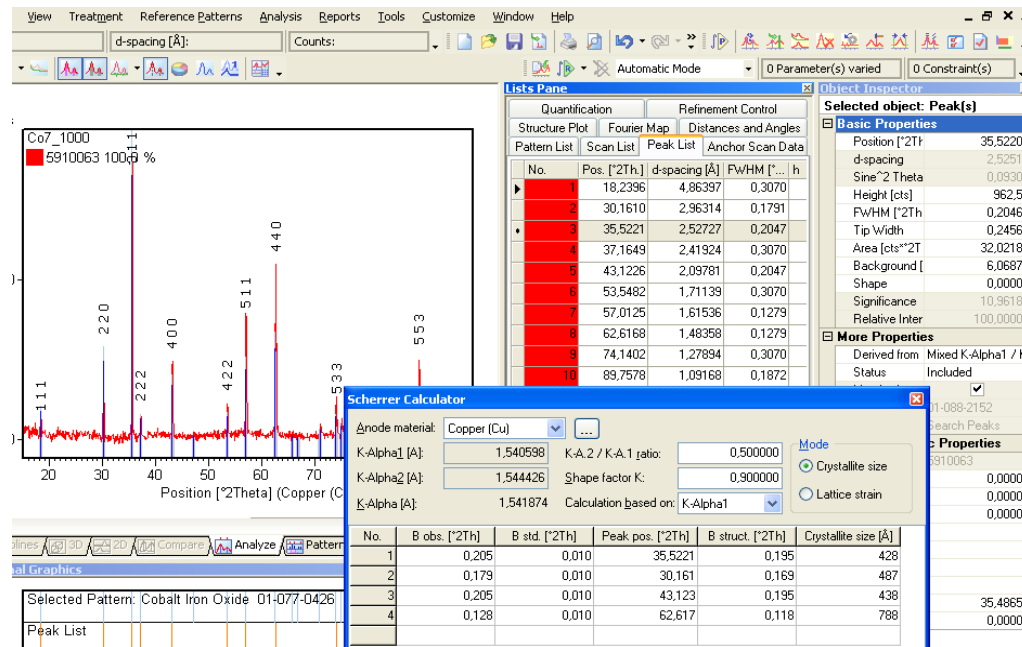 View Treatment Reference Patterns Analysis Reports Tools Customize Window Help
d-spacing [Å]: Counts:
Automatic Mode 0 Parameter(s) varied 0 Constraint(s)
Lists Pane
Quantification Refinement Control
Structure Plot Fourier Map Distances and Angles
Pattern List Scan List Peak List Anchor Scan Data
No. Pos. [°2Th.] d-spacing [Å] FWHM [°... h
1 18,2396 4,86397 0,3070
2 30,1610 2,96314 0,1791
3 35,5221 2,52727 0,2047
4 37,1649 2,41924 0,3070
5 43,1226 2,09781 0,2047
6 53,5482 1,71139 0,3070
7 57,0125 1,61536 0,1279
8 62,6168 1,48358 0,1279
9 74,1402 1,27894 0,3070
10 89,7578 1,09168 0,1872
Object Inspector
Selected object: Peak(s)
Basic Properties
Position [°2Th 35,5220
d-spacing 2,5251
Sine^2 Theta 0,0930
Height [cts] 962,5
FWHM [°2Th 0,2046
Tip Width 0,2456
Area [cts*°2T 32,0218
Background [ 6,0687
Shape 0,0000
Significance 10,9618
Relative Inter 100,0000
More Properties
Derived from Mixed K-Alpha1 / K
Status Included
01-088-2152
Search Peaks
c Properties
5910063
0,0000
0,0000
0,0000
35,4865
0,0000
Co7_1000
5910063 100,0 %
111
220
311
222
400
422
511
440
533
553
20 30 40 50 60 70
Position [°2Theta] (Copper (C
Scherrer Calculator
Anode material: Copper (Cu) ...
K-Alpha1 [A]: 1,540598 K-A.2 / K-A.1 ratio: 0,500000
K-Alpha2 [A]: 1,544426 Shape factor K: 0,900000
K-Alpha [A]: 1,541874 Calculation based on: K-Alpha1
Mode
Crystallite size
Lattice strain
No. B obs. [°2Th] B std. [°2Th] Peak pos. [°2Th] B struct. [°2Th] Crystallite size [Å]
1 0,205 0,010 35,5221 0,195 428
2 0,179 0,010 30,161 0,169 487
3 0,205 0,010 43,123 0,195 438
4 0,128 0,010 62,617 0,118 788
olines 3D 2D Compare Analyze Pattern
nal Graphics
Selected Pattern: Cobalt Iron Oxide 01-077-0426
Peak List